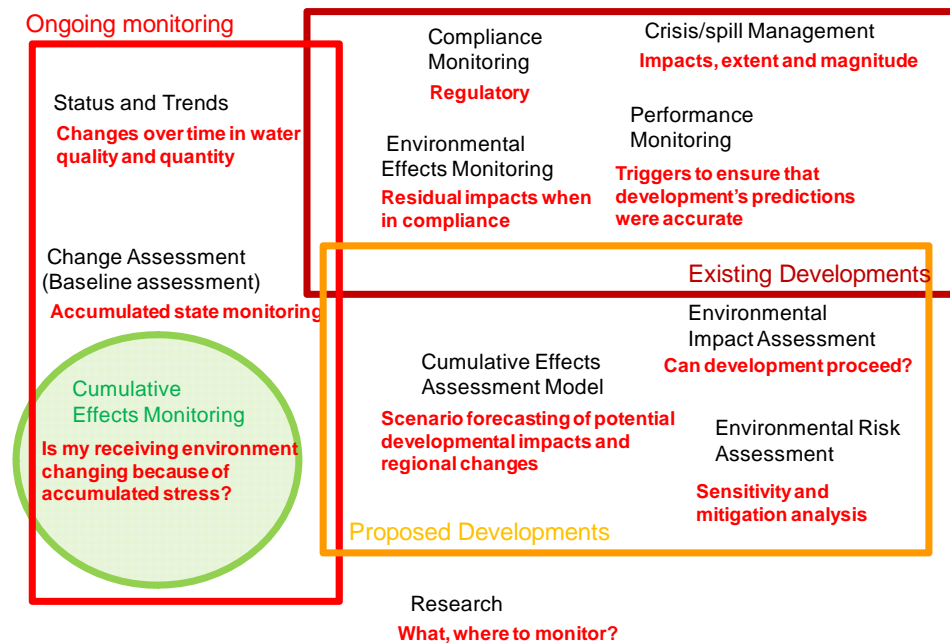 Ongoing monitoring
Status and Trends
Changes over time in water
quality and quantity
Change Assessment
(Baseline assessment)
Accumulated state monitoring
Cumulative
Effects Monitoring
Is my receiving environment
changing because of
accumulated stress?
Compliance
Monitoring
Regulatory
Crisis/spill Management
Impacts, extent and magnitude
Environmental
Effects Monitoring
Residual impacts when
in compliance
Performance
Monitoring
Triggers to ensure that
development's predictions
were accurate
Existing Developments
Cumulative Effects
Assessment Model
Scenario forecasting of potential
developmental impacts and
regional changes
Environmental
Impact Assessment
Can development proceed?
Environmental Risk
Assessment
Sensitivity and
mitigation analysis
Proposed Developments
Research
What, where to monitor?